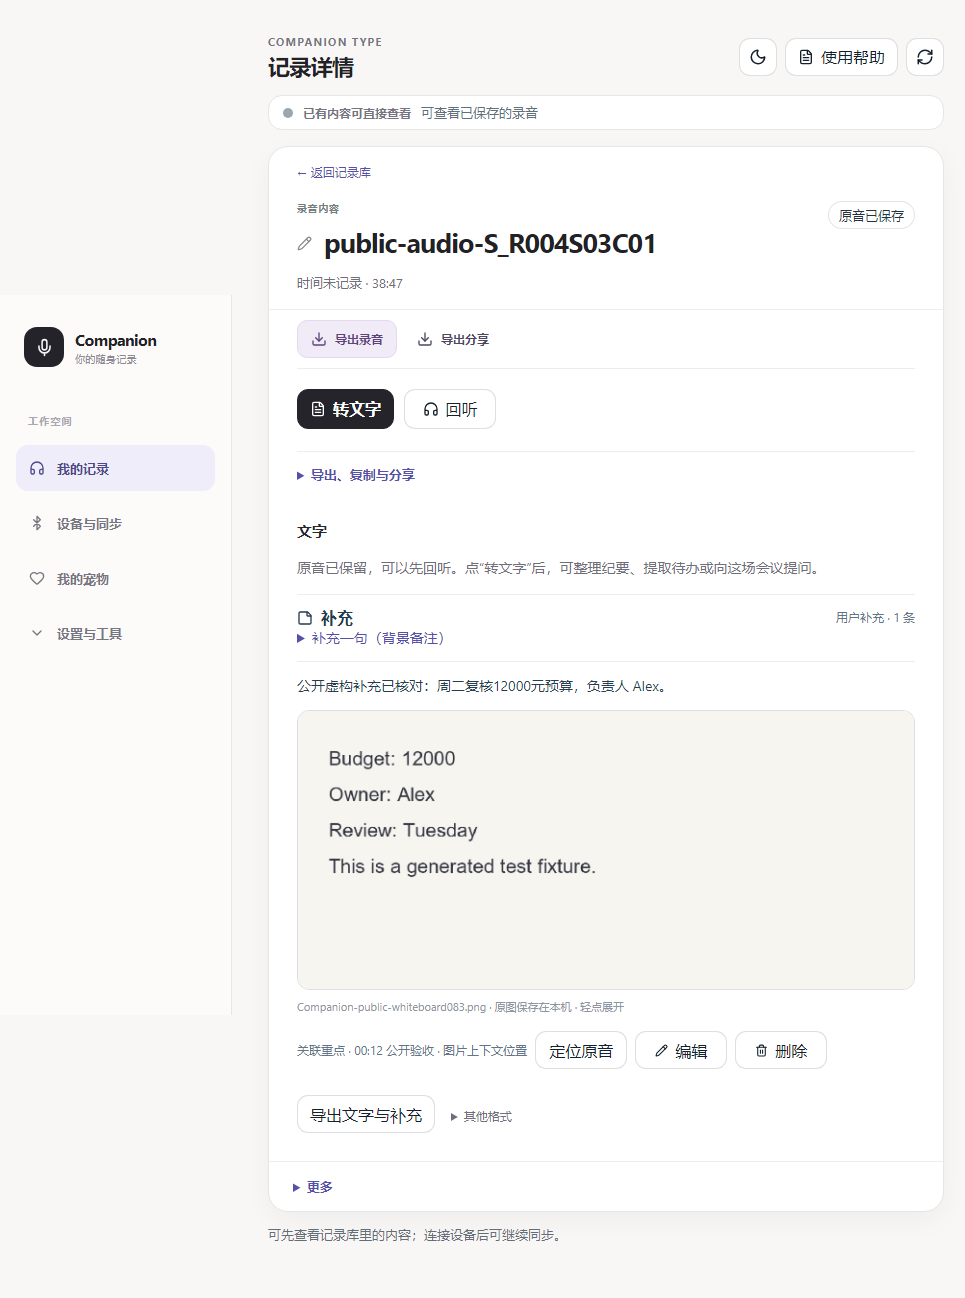 COMPANION TYPE
记录详情
使用帮助
已有内容可直接查看 可查看已保存的录音
← 返回记录库
录音内容
原音已保存
public-audio-S_R004S03C01
时间未记录 · 38:47
导出录音
导出分享
Companion
你的随身记录
工作空间
我的记录
设备与同步
我的宠物
设置与工具
转文字
回听
导出、复制与分享
文字
原音已保留，可以先回听。点“转文字”后，可整理纪要、提取待办或向这场会议提问。
补充
用户补充 · 1 条
补充一句（背景备注）
公开虚构补充已核对：周二复核12000元预算，负责人 Alex。
Budget: 12000
Owner: Alex
Review: Tuesday
This is a generated test fixture.
Companion-public-whiteboard083.png · 原图保存在本机 · 轻点展开
关联重点 · 00:12 公开验收 · 图片上下文位置
定位原音
编辑
删除
导出文字与补充
其他格式
更多
可先查看记录库里的内容；连接设备后可继续同步。